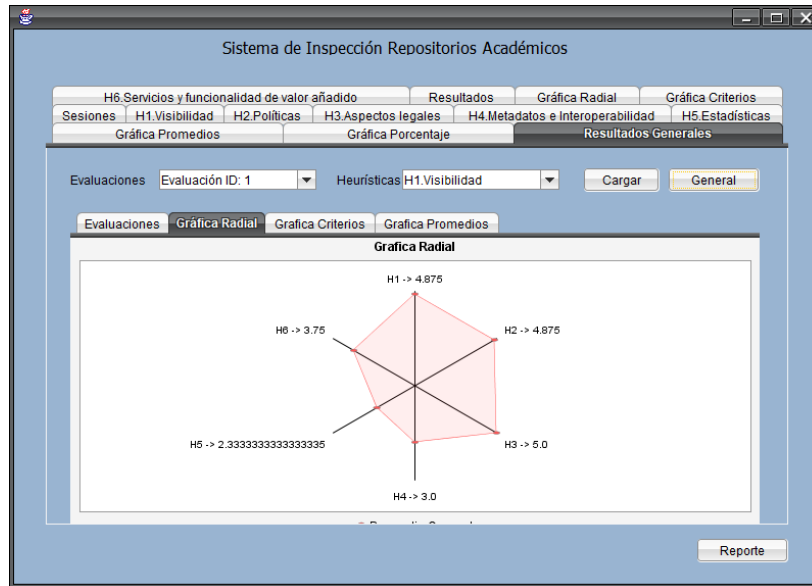 Sistema de Inspección Repositorios Académicos
H6.Servicios y funcionalidad de valor añadido Resultados Gráfica Radial Gráfica Criterios
Sesiones H1.Visibilidad H2.Políticas H3.Aspectos legales H4.Metadatos e Interoperabilidad H5.Estadísticas
Gráfica Promedios Gráfica Porcentaje Resultados Generales
Evaluaciones Evaluación ID: 1 Heurísticas H1.Visibilidad Cargar General
Evaluaciones Gráfica Radial Grafica Criterios Grafica Promedios
Grafica Radial
H1 -> 4.875
H6 -> 3.75 H2 -> 4.875
H5 -> 2.3333333333333335 H3 -> 5.0
H4 -> 3.0
Reporte